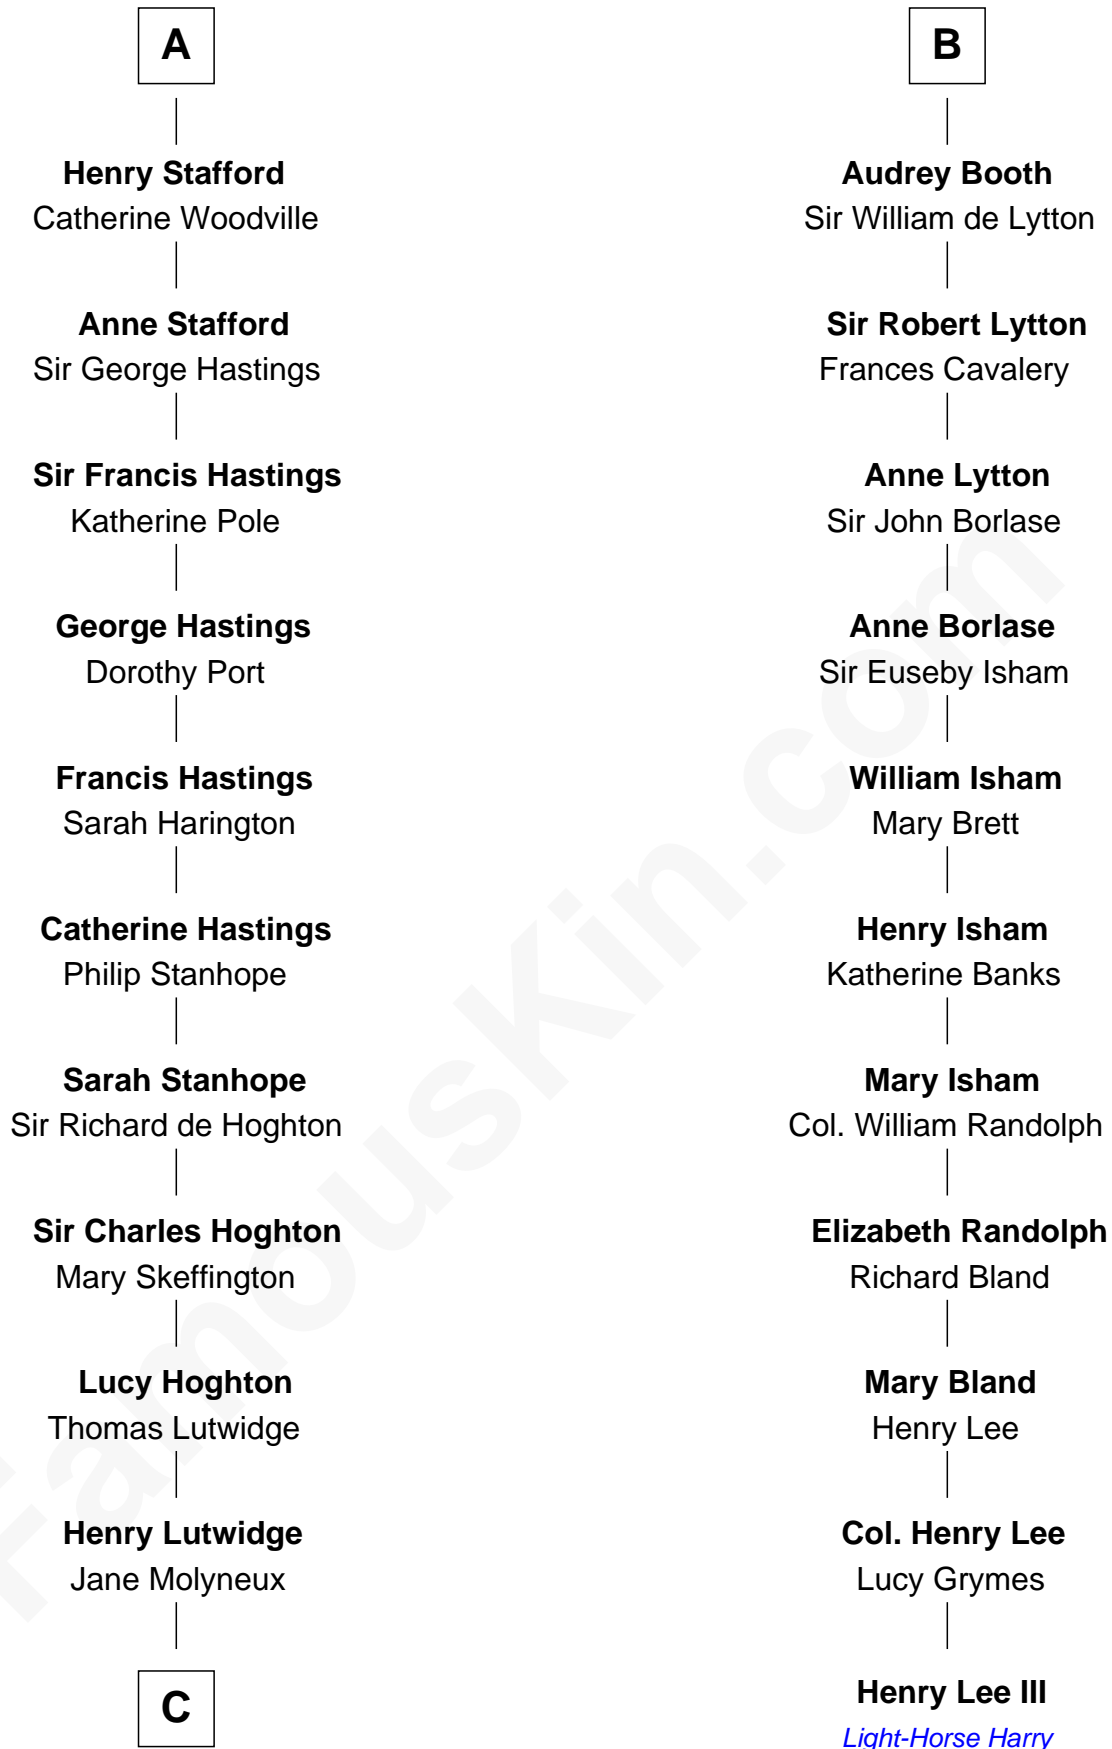 A
Henry Stafford
Catherine Woodville
Anne Stafford
Sir George Hastings
Sir Francis Hastings
Katherine Pole
George Hastings
Dorothy Port
Francis Hastings
Sarah Harington
Catherine Hastings
Philip Stanhope
Sarah Stanhope
Sir Richard de Hoghton
Sir Charles Hoghton
Mary Skeffington
Lucy Hoghton
Thomas Lutwidge
Henry Lutwidge
Jane Molyneux
C
B
Audrey Booth
Sir William de Lytton
Sir Robert Lytton
Frances Cavalery
Anne Lytton
Sir John Borlase
Anne Borlase
Sir Euseby Isham
William Isham
Mary Brett
Henry Isham
Katherine Banks
Mary Isham
Col. William Randolph
Elizabeth Randolph
Richard Bland
Mary Bland
Henry Lee
Col. Henry Lee
Lucy Grymes
Henry Lee III
Light-Horse Harry
FamousKin.com